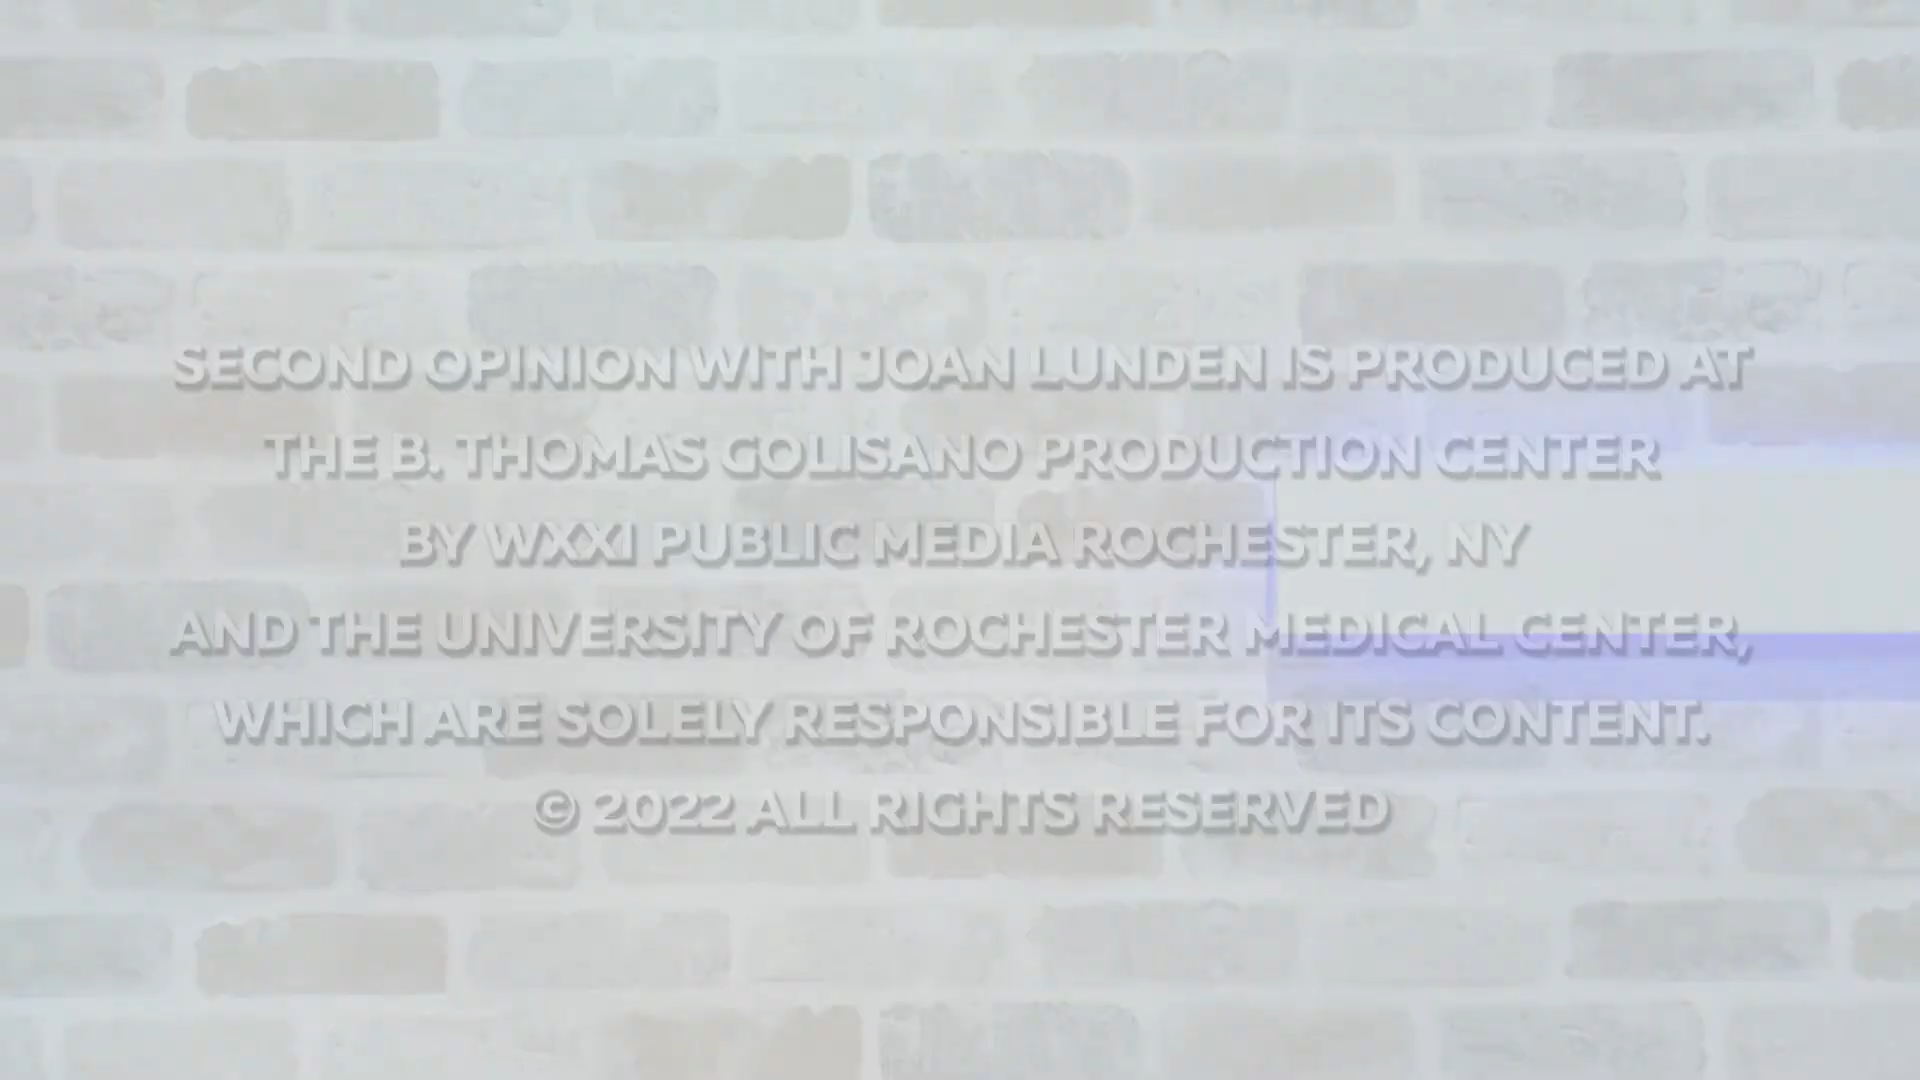 SECOND OPINION WITH JOAN LUNDEN IS PRODUCED AT
THE B. THOMAS GOLISANO PRODUCTION CENTER
BY WXXI PUBLIC MEDIA ROCHESTER, NY
AND THE UNIVERSITY OF ROCHESTER MEDICAL CENTER,
WHICH ARE SOLELY RESPONSIBLE FOR ITS CONTENT.
© 2022 ALL RIGHTS RESERVED